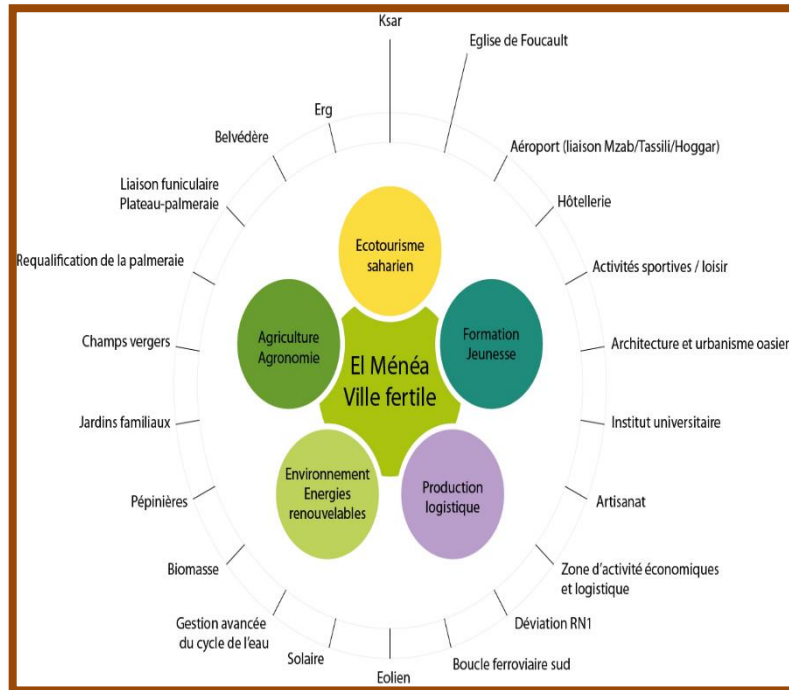 Ksar
Eglise de Foucault
Aéroport (liaison Mzab/Tassili/Hoggar)
Hôtellerie
Activités sportives / loisir
Architecture et urbanisme oasien
Institut universitaire
Artisanat
Zone d'activité économiques
et logistique
Déviation RN1
Boucle ferroviaire sud
Eolien
Solaire
Gestion avancée
du cycle de l'eau
Biomasse
Pépinières
Jardins familiaux
Champs vergers
Requalification de la palmeraie
Liaison funiculaire
Plateau-palmeraie
Belvédère
Erg
Ecotourisme
saharien
Formation
Jeunesse
Production
logistique
Environnement
Energies
renouvelables
Agriculture
Agronomie
El Ménéa
Ville fertile